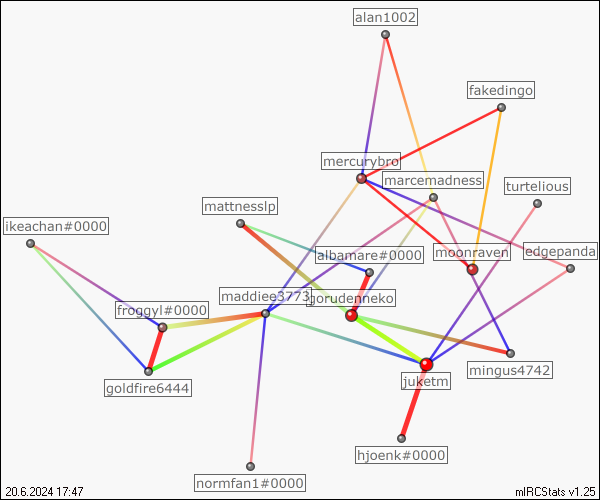 alan1002
fakedingo
mercurybro
marcemadness
turtelious
mattnesslp
ikeachan#0000
albamare#0000
moonraven
edgepanda
maddiee3773
goudenneko
froggyl#0000
goldfire6444
juketm
mingus4742
hjoenk#0000
normfan1#0000
20.6.2024 17:47
mIRCStats v1.25